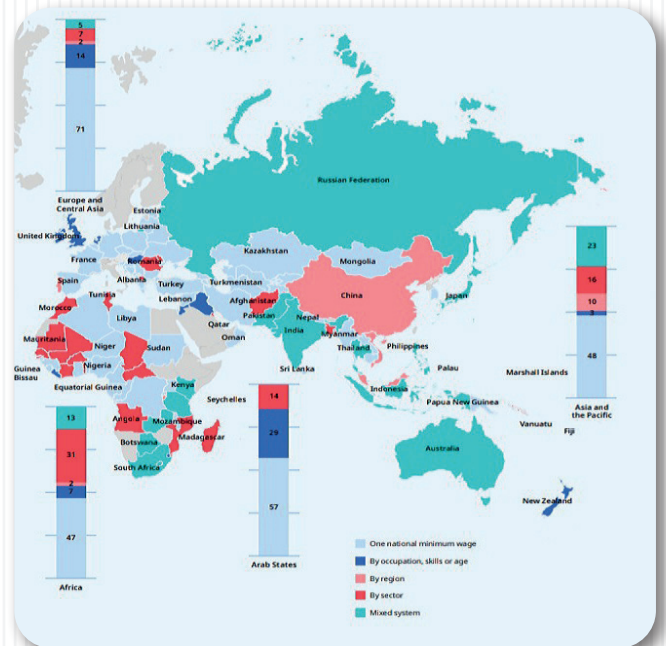 5
7
2
14
71
Europe and
Central Asia
Russian Federation
Estonia
Lithuania
United Kingdom
France
Romania
Kazakhstan
Mongolia
Spain
Albania
Turkey
Turkmenistan
Tunisia
Lebanon
Afghanistan
China
Japan
Morocco
Pakistan
Nepal
Libya
Qatar
India
Myanmar
Mauritania
Oman
Thailand
Philippines
Niger
Sudan
Sri Lanka
Palau
Guinea
Bissau
Nigeria
Marshall Islands
Equatorial Guinea
Kenya
Seychelles
Indonesia
Papua New Guinea
Vanuatu
Fiji
Angola
Mozambique
Madagascar
Botswana
South Africa
Australia
New Zealand
23
16
10
3
48
Asia and
the Pacific
13
31
2
7
47
Africa
14
29
57
Arab States
One national minimum wage
By occupation, skills or age
By region
By sector
Mixed system